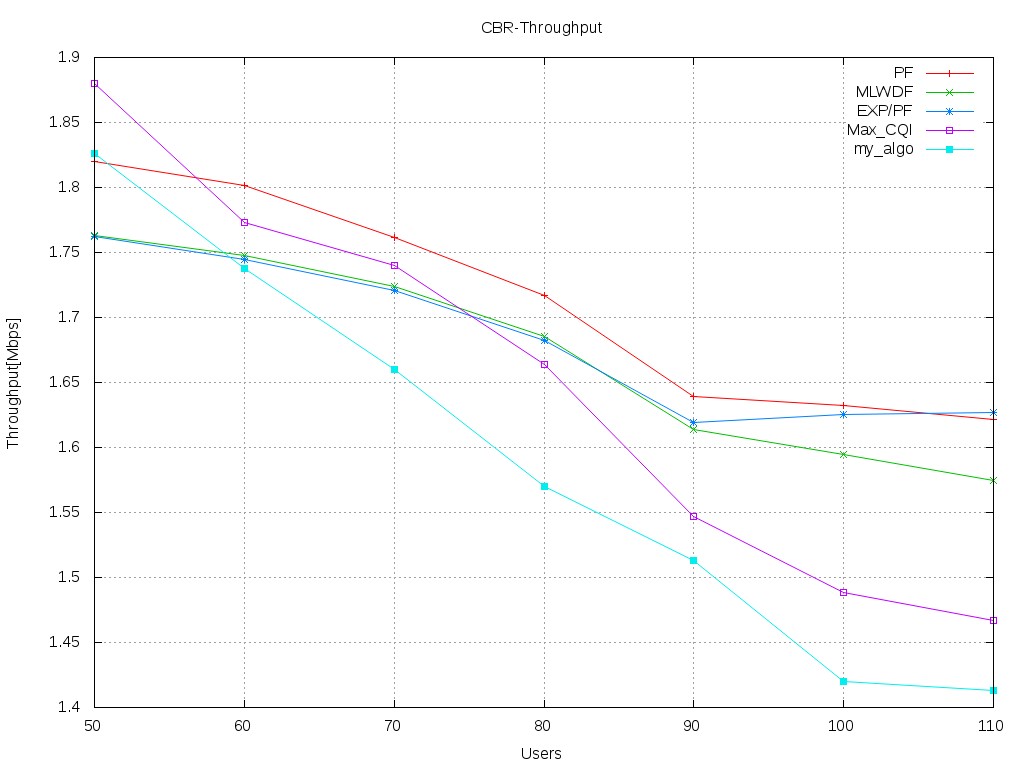 CBR-Throughput
1.9
1.85
1.8
1.75
1.7
1.65
1.6
1.55
1.5
1.45
1.4
Throughput[Mbps]
PF
MLWDF
EXP/PF
Max_CQI
my_algo
50 60 70 80 90 100 110
Users